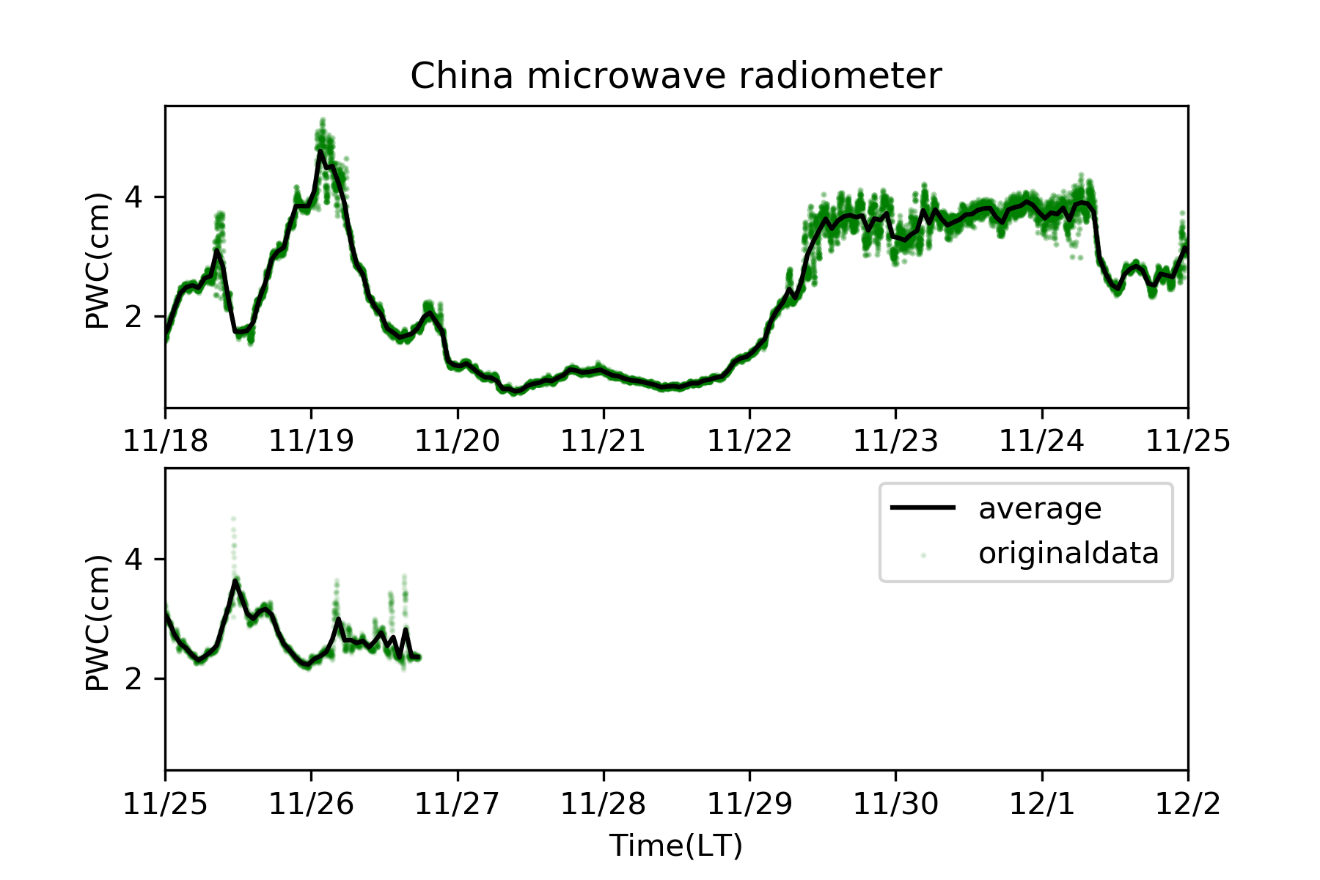 China microwave radiometer
PWC(cm)
4
2
11/18 11/19 11/20 11/21 11/22 11/23 11/24 11/25
average
originaldata
PWC(cm)
4
2
11/25 11/26 11/27 11/28 11/29 11/30 12/1 12/2
Time(LT)